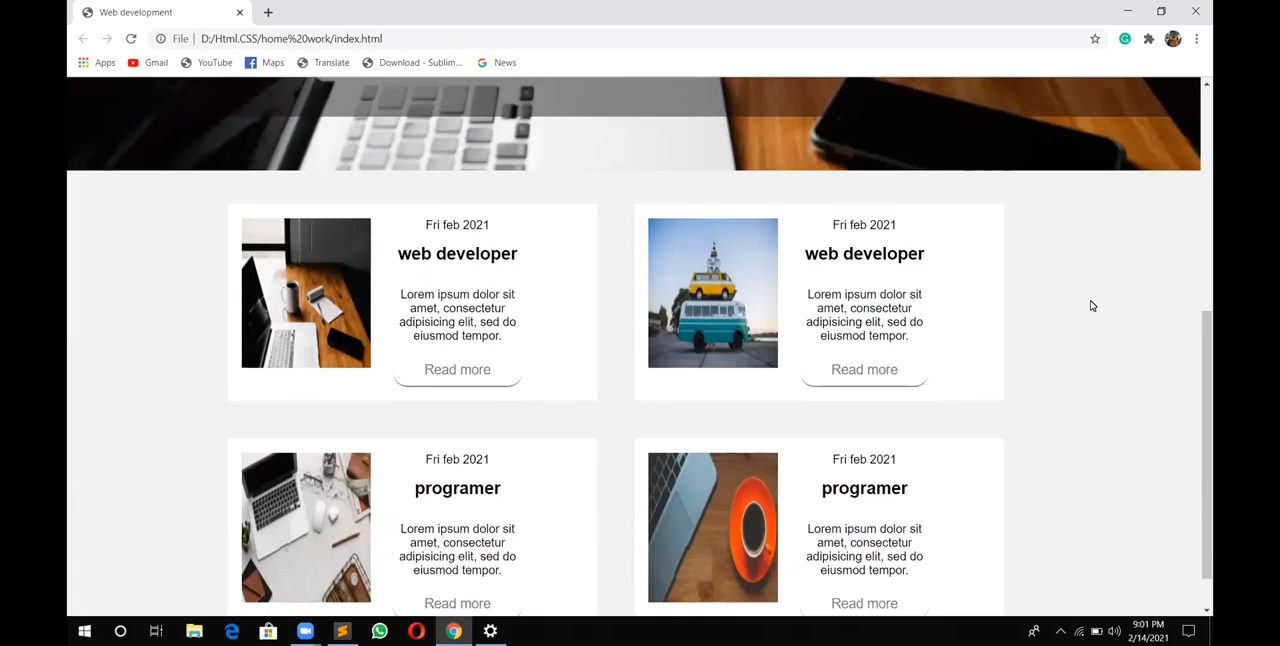 Web development
File
D:/Html.CSS/home%20work/index.html
Apps
Gmail
YouTube
Maps
Translate
Download - Sublim...
News
Fri feb 2021
web developer
Lorem ipsum dolor sit
amet, consectetur
adipisicing elit, sed do
eiusmod tempor.
Read more
Fri feb 2021
web developer
Lorem ipsum dolor sit
amet, consectetur
adipisicing elit, sed do
eiusmod tempor.
Read more
Fri feb 2021
programer
Lorem ipsum dolor sit
amet, consectetur
adipisicing elit, sed do
eiusmod tempor.
Read more
Fri feb 2021
programer
Lorem ipsum dolor sit
amet, consectetur
adipisicing elit, sed do
eiusmod tempor.
Read more
9:01 PM
2/14/2021